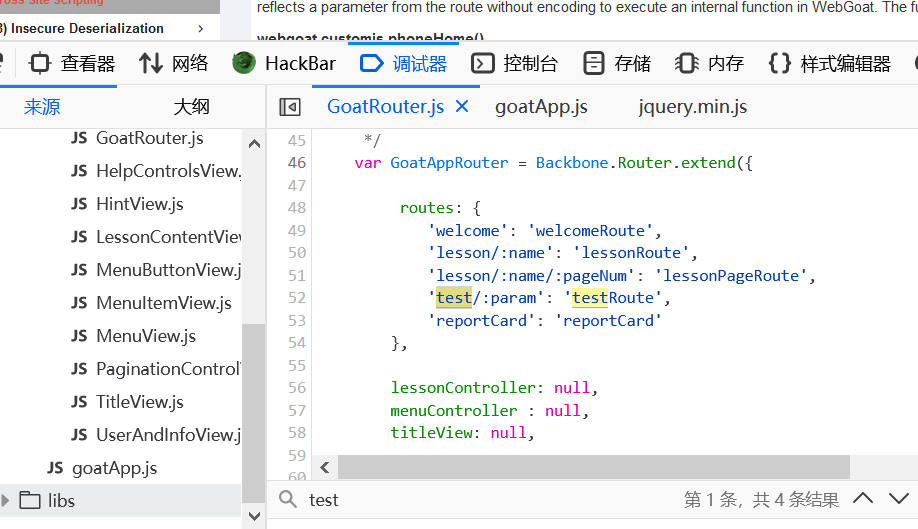 ross Site Scripting
3) Insecure Deserialization
reflects a parameter from the route without encoding to execute an internal function in WebGoat. The fu
webgoat.customjs.phoneHome()
查看器 网络 HackBar 调试器 控制台 存储 内存 样式编辑器
来源 大纲
GoatRouter.js goatApp.js jquery.min.js
JS GoatRouter.js
JS HelpControlsView.
JS HintView.js
JS LessonContentView
JS MenuButtonView.j
JS MenuItemView.js
JS MenuView.js
JS PaginationControl
JS TitleView.js
JS UserAndInfoView.j
JS goatApp.js
libs
45 */
46 var GoatAppRouter = Backbone.Router.extend({
47
48 routes: {
49 'welcome': 'welcomeRoute',
50 'lesson/:name': 'lessonRoute',
51 'lesson/:name/:pageNum': 'lessonPageRoute',
52 'test/:param': 'testRoute',
53 'reportCard': 'reportCard'
54 },
55
56 lessonController: null,
57 menuController : null,
58 titleView: null,
59
60
test 第 1 条，共 4 条结果